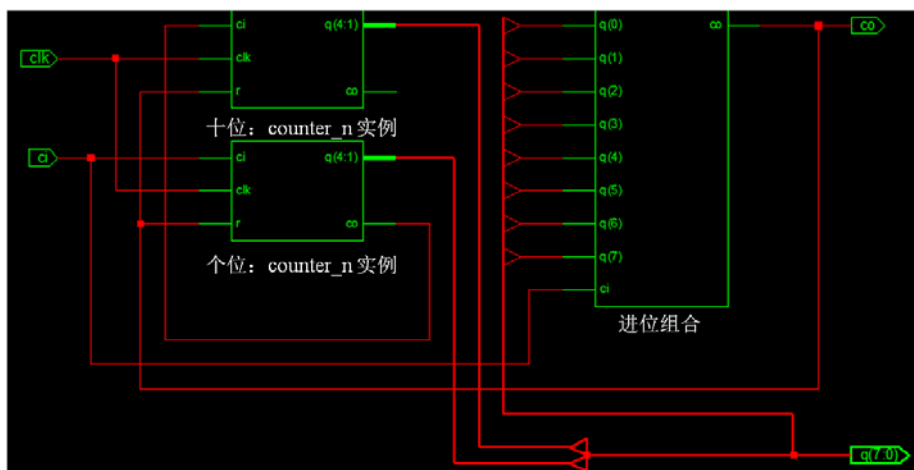 ci
q(4:1)
clk
r
co
十位：counter_n 实例
ci
q(4:1)
clk
r
co
个位：counter_n 实例
clk
ci
q(0)
co
q(1)
q(2)
q(3)
q(4)
q(5)
q(6)
q(7)
ci
进位组合
co
q(7:0)